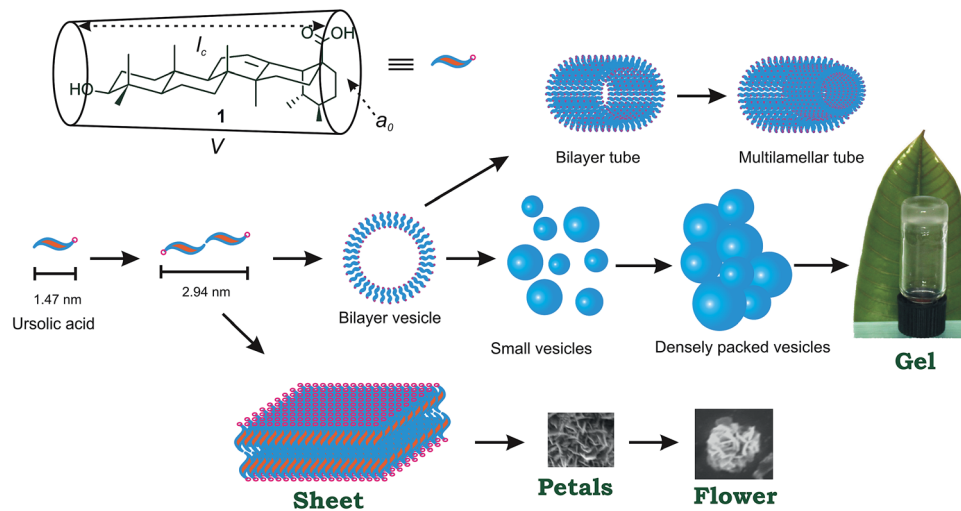 l_c
O
OH
HO
1
a_0
V
Bilayer tube
Multilamellar tube
1.47 nm
Ursolic acid
2.94 nm
Bilayer vesicle
Small vesicles
Densely packed vesicles
Gel
Sheet
Petals
Flower